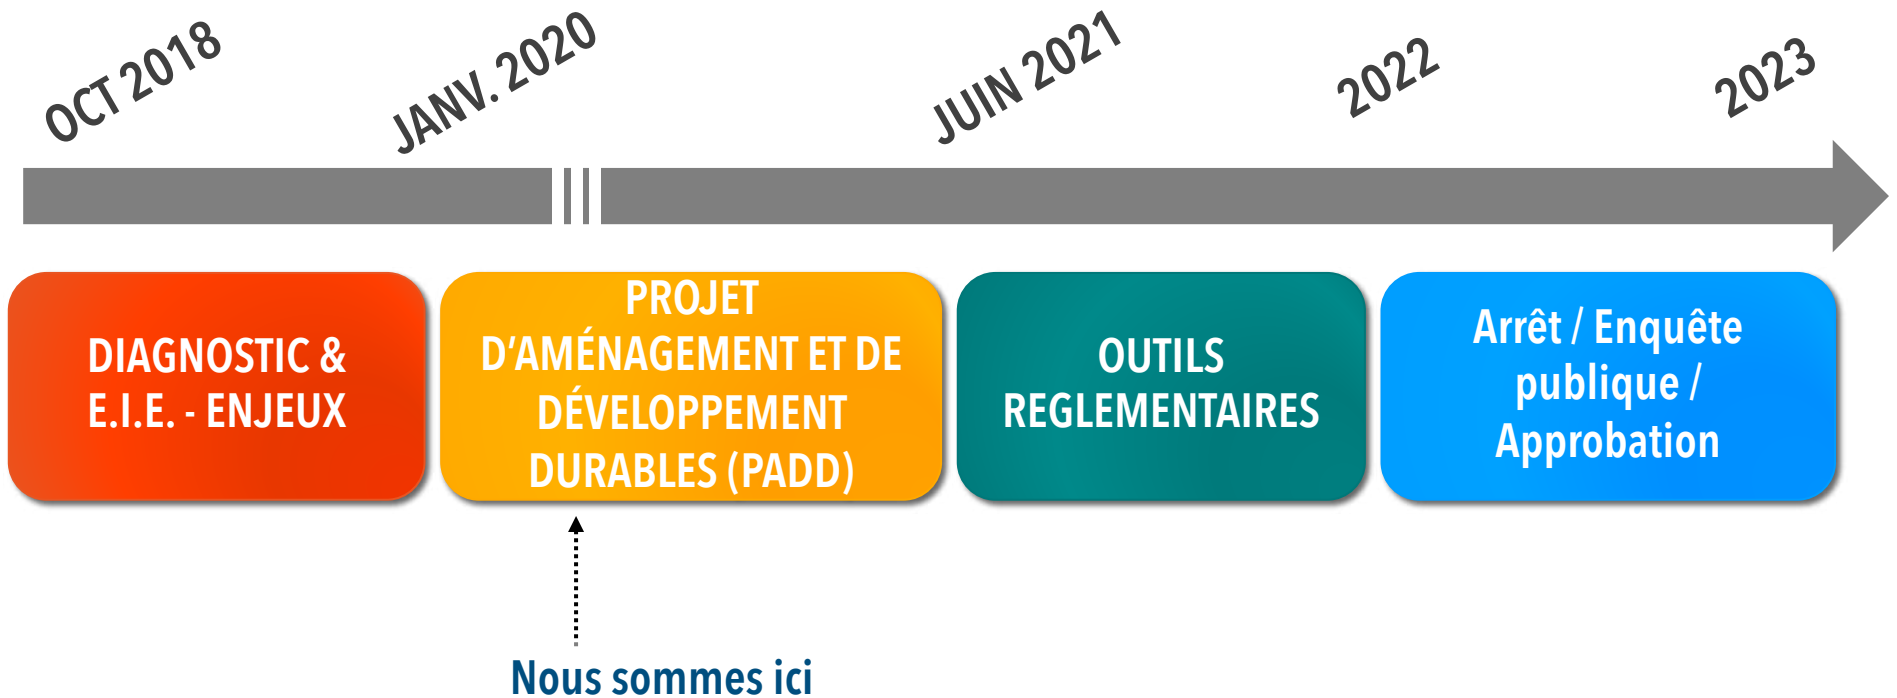 OCT 2018
JANV. 2020
JUIN 2021
2022
2023
DIAGNOSTIC &
E.I.E. - ENJEUX
PROJET
D‘AMÉNAGEMENT ET DE
DÉVELOPPEMENT
DURABLES (PADD)
OUTILS
REGLEMENTAIRES
Arrêt / Enquête
publique /
Approbation
Nous sommes ici